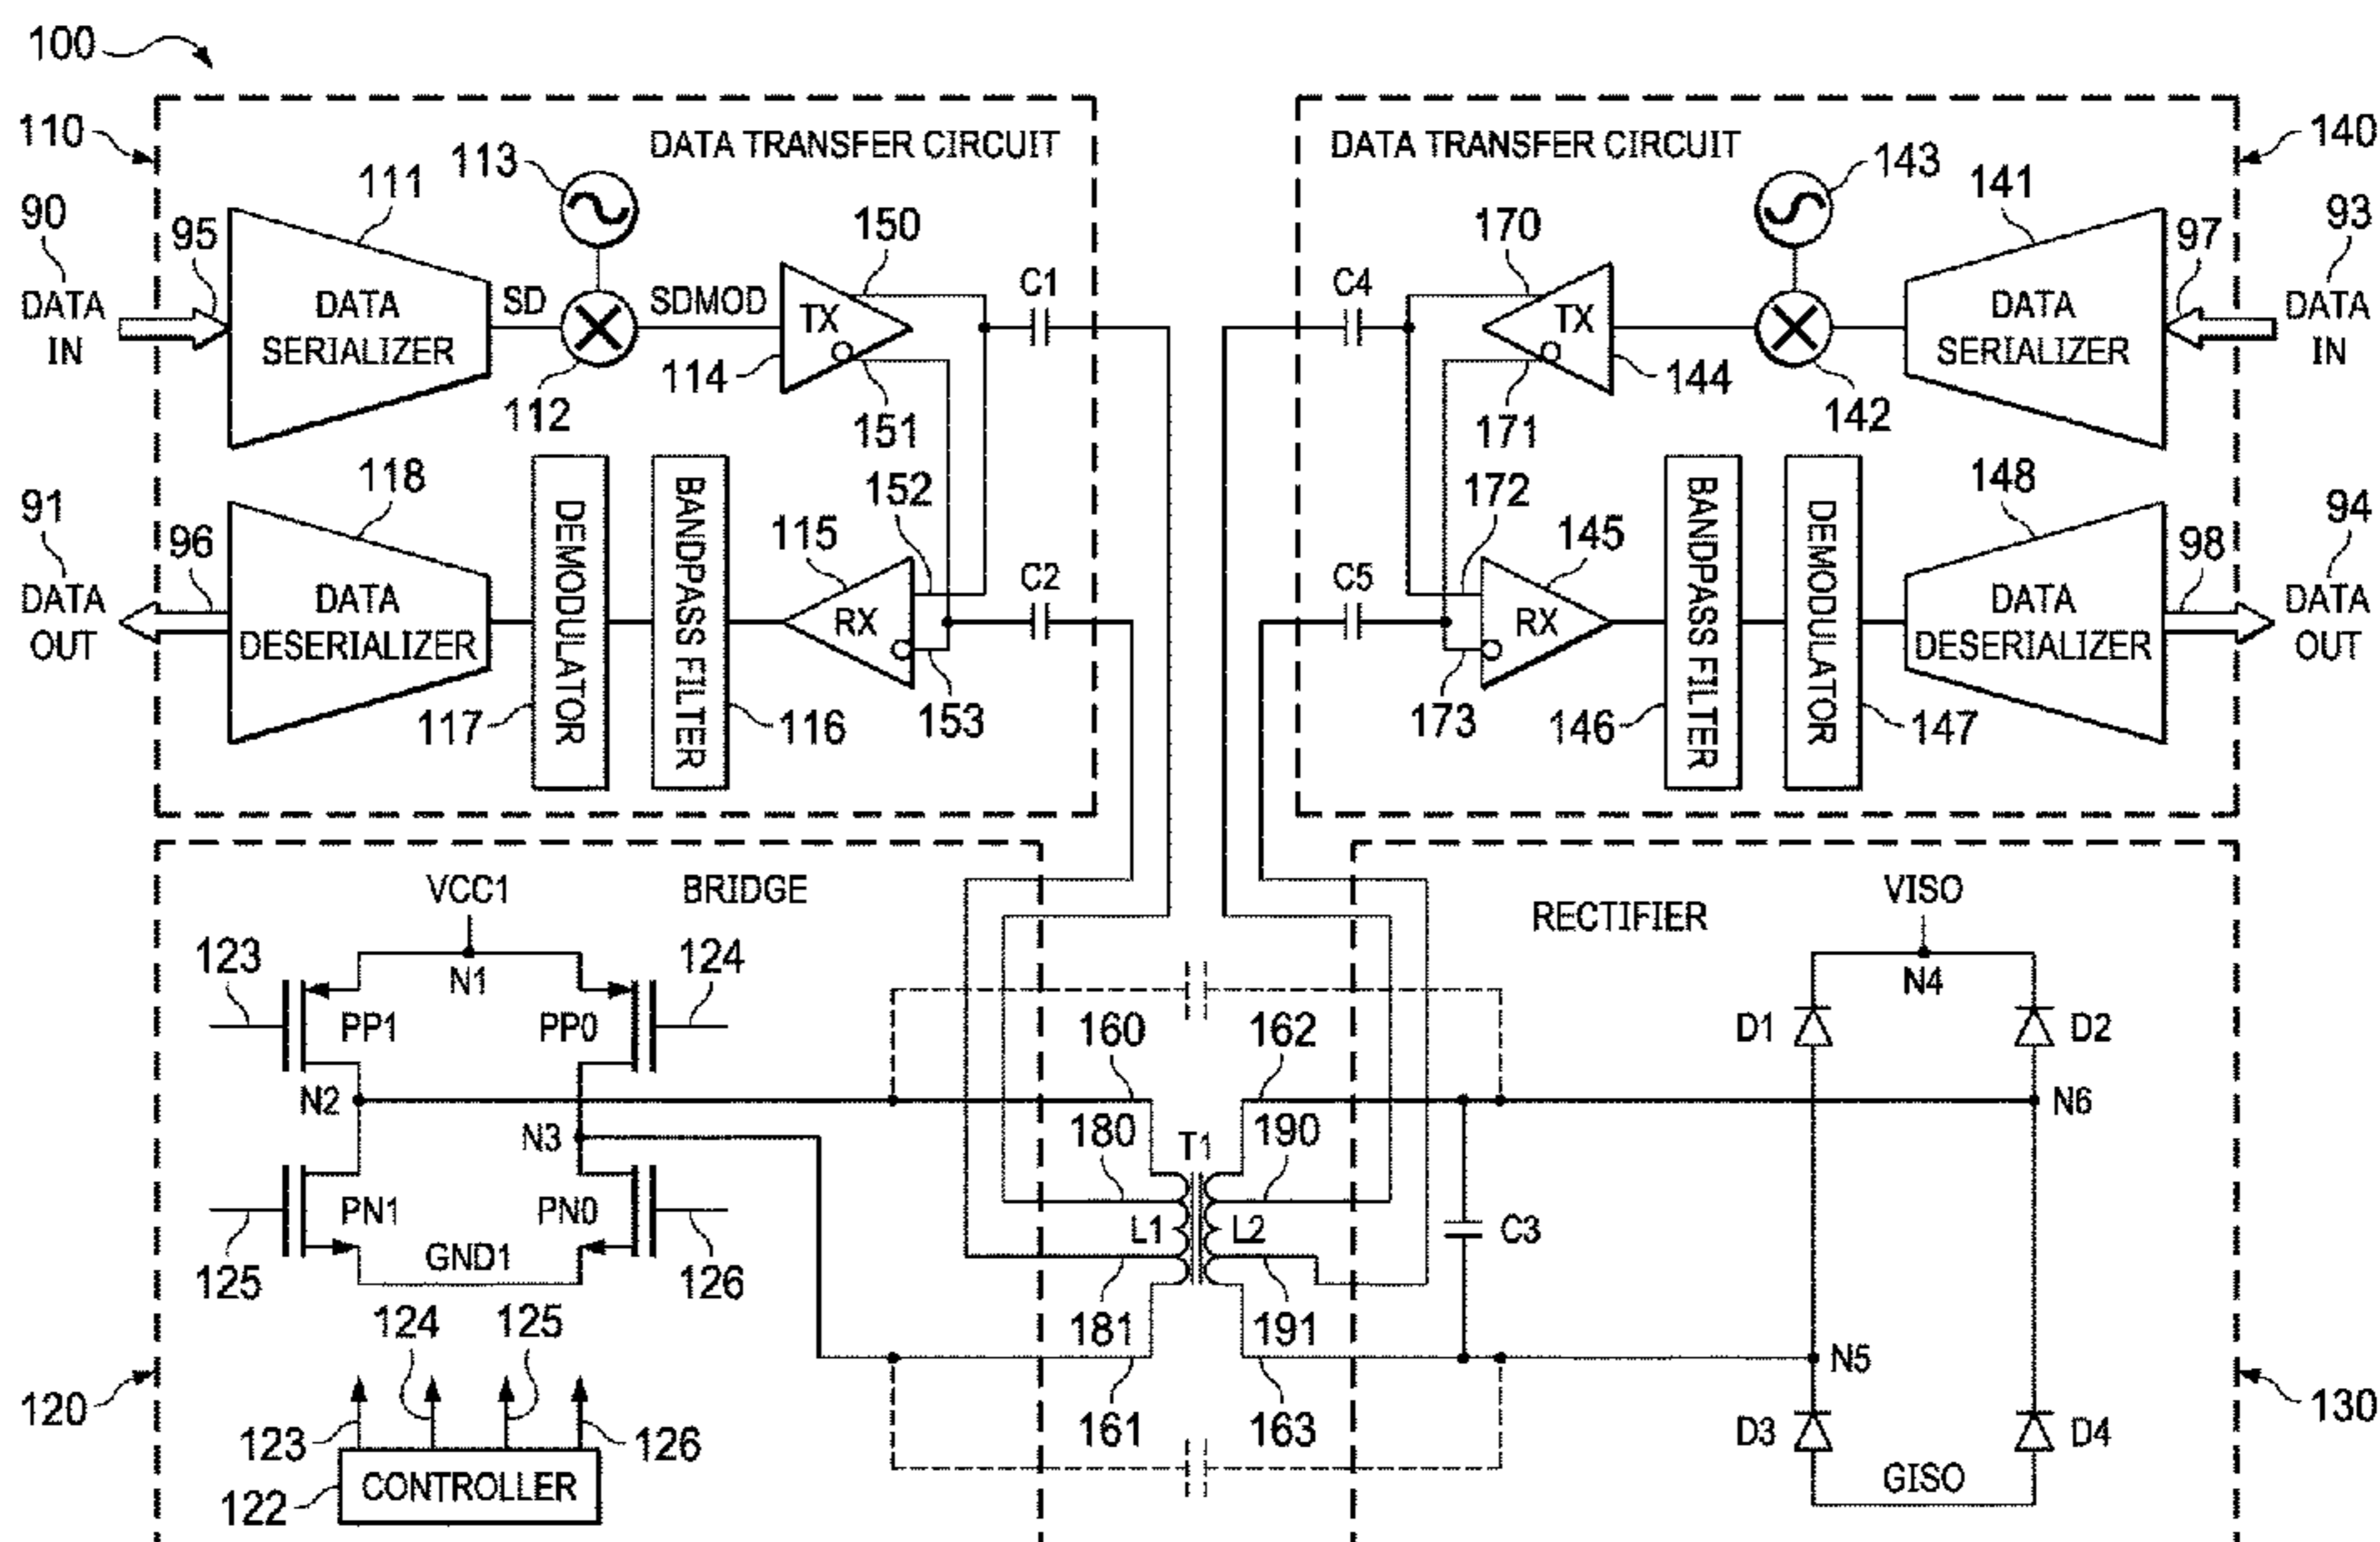 100
110
DATA TRANSFER CIRCUIT
DATA TRANSFER CIRCUIT
140
113
111
143
141
90
95
150
170
97
93
DATA
IN
DATA
SERIALIZER
SD
SDMOD
TX
C1
C4
TX
DATA
SERIALIZER
DATA
IN
112
114
151
171
144
142
91
118
152
172
148
94
96
DEMODULATOR
BANDPASS FILTER
115
145
BANDPASS FILTER
DEMODULATOR
98
DATA
OUT
DATA
DESERIALIZER
RX
C2
C5
RX
DATA
DESERIALIZER
DATA
OUT
117
116
153
173
146
147
VCC1
BRIDGE
VISO
RECTIFIER
123
124
N1
N4
PP1
PP0
160
162
D1
D2
N2
N3
180
T1
190
N6
PN1
PN0
L1
L2
C3
125
GND1
126
124
125
181
191
N5
120
123
126
161
163
D3
D4
130
CONTROLLER
122
GISO